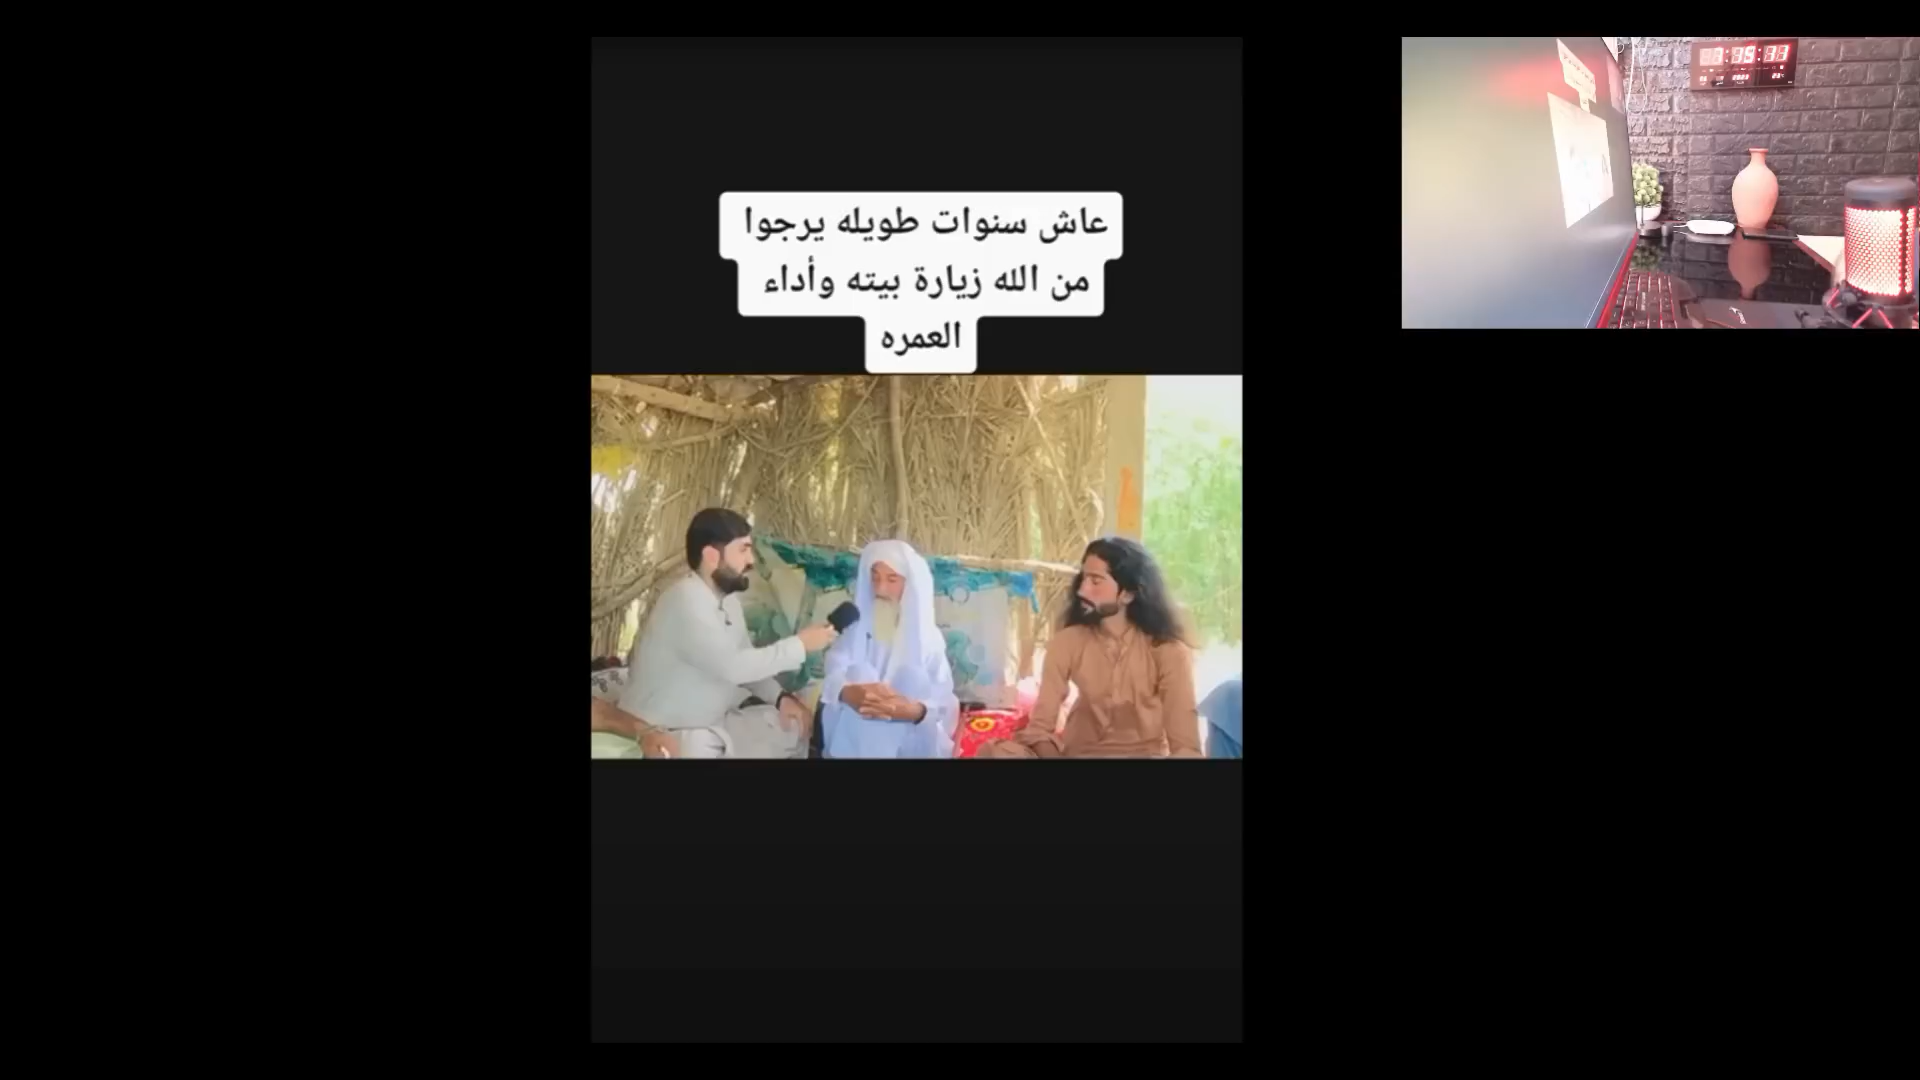 عاش سنوات طويله يرجوا
من الله زيارة بيته وأداء
العمره